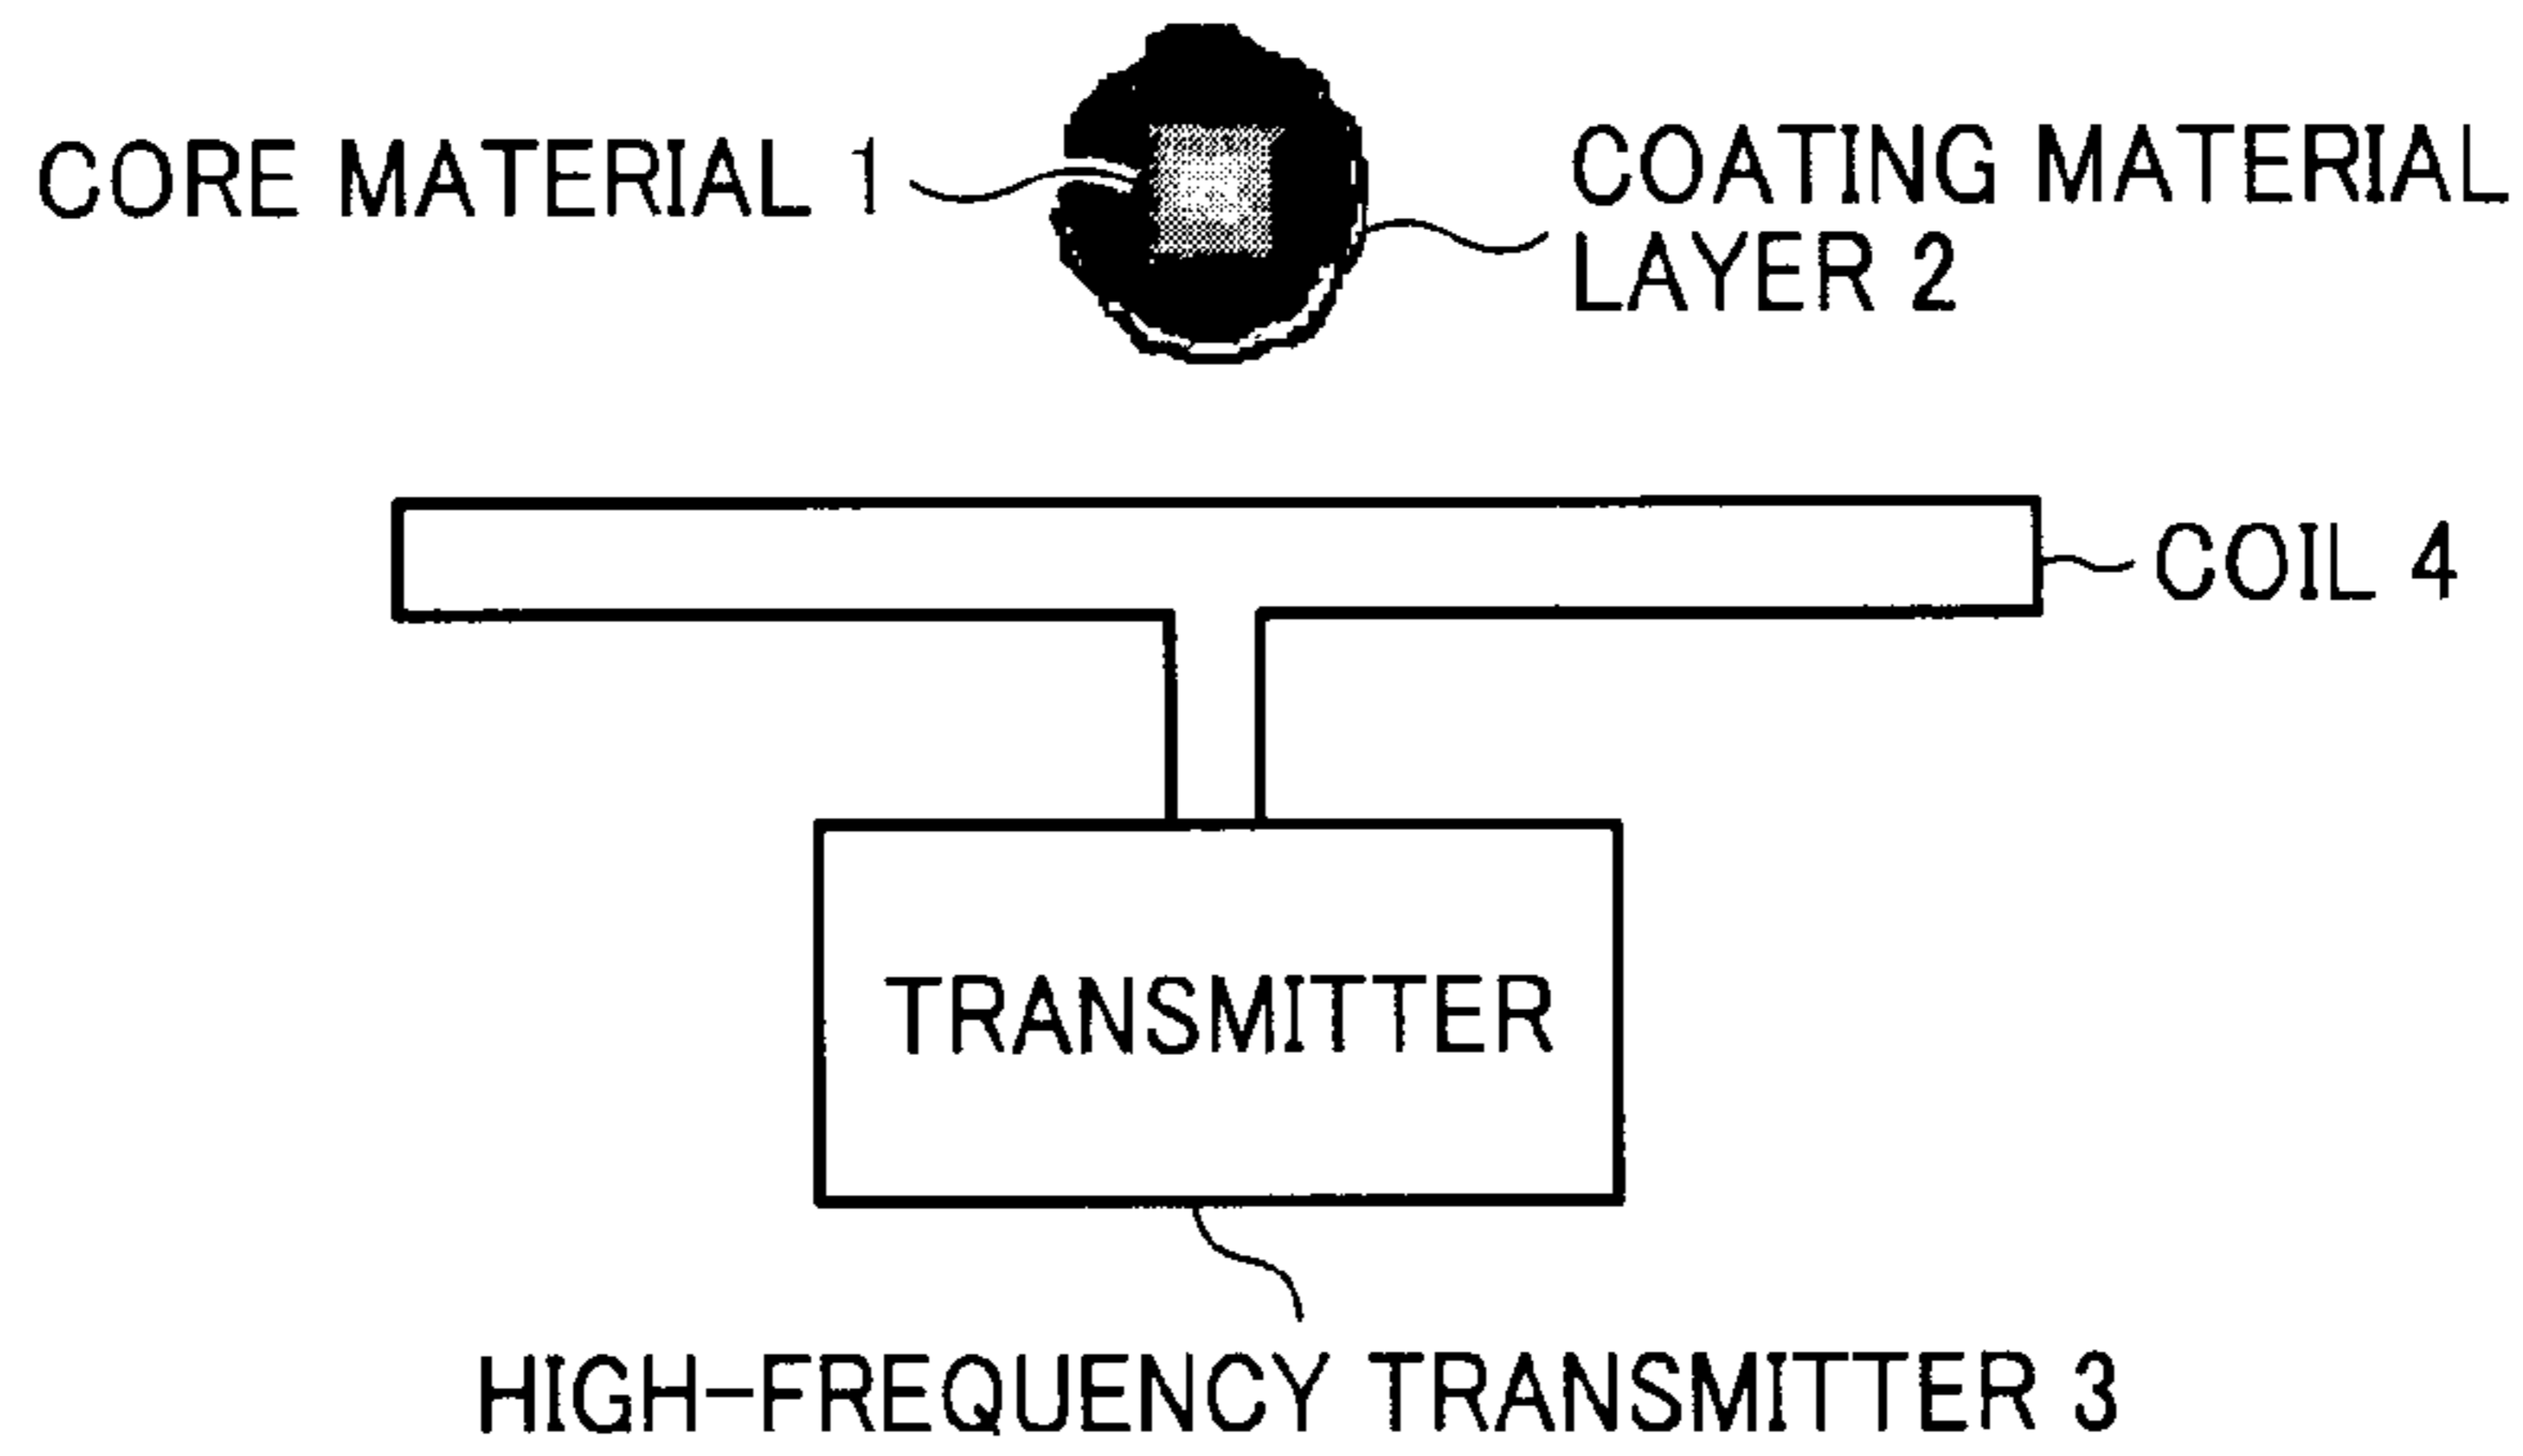 CORE MATERIAL 1
COATING MATERIAL
LAYER 2
COIL 4
TRANSMITTER
HIGH-FREQUENCY TRANSMITTER 3